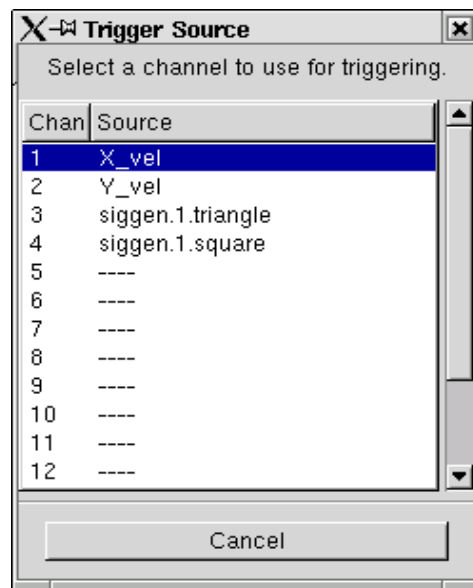 Trigger Source
Select a channel to use for triggering.
Chan Source
1 X_vel
2 Y_vel
3 siggen.1.triangle
4 siggen.1.square
5 ----
6 ----
7 ----
8 ----
9 ----
10 ----
11 ----
12 ----
Cancel